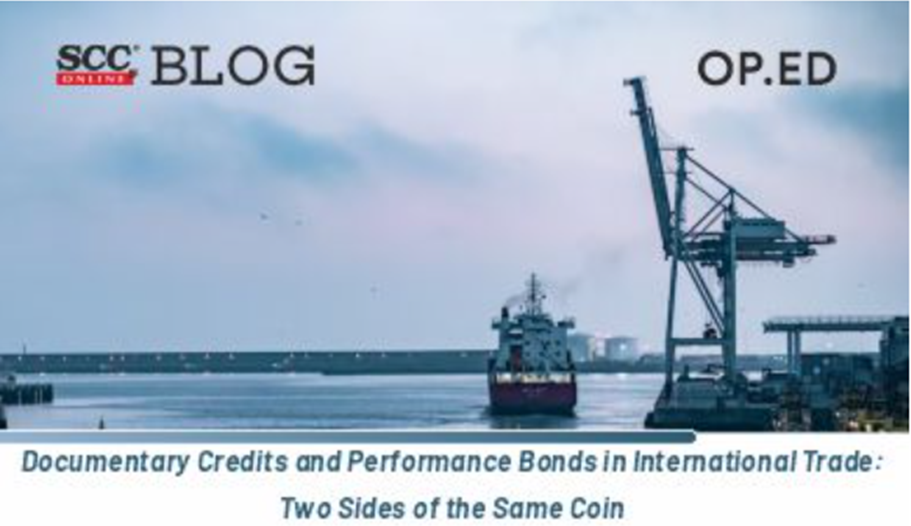 SCC® BLOG
ONLINE
OP.ED
Documentary Credits and Performance Bonds in International Trade:
Two Sides of the Same Coin